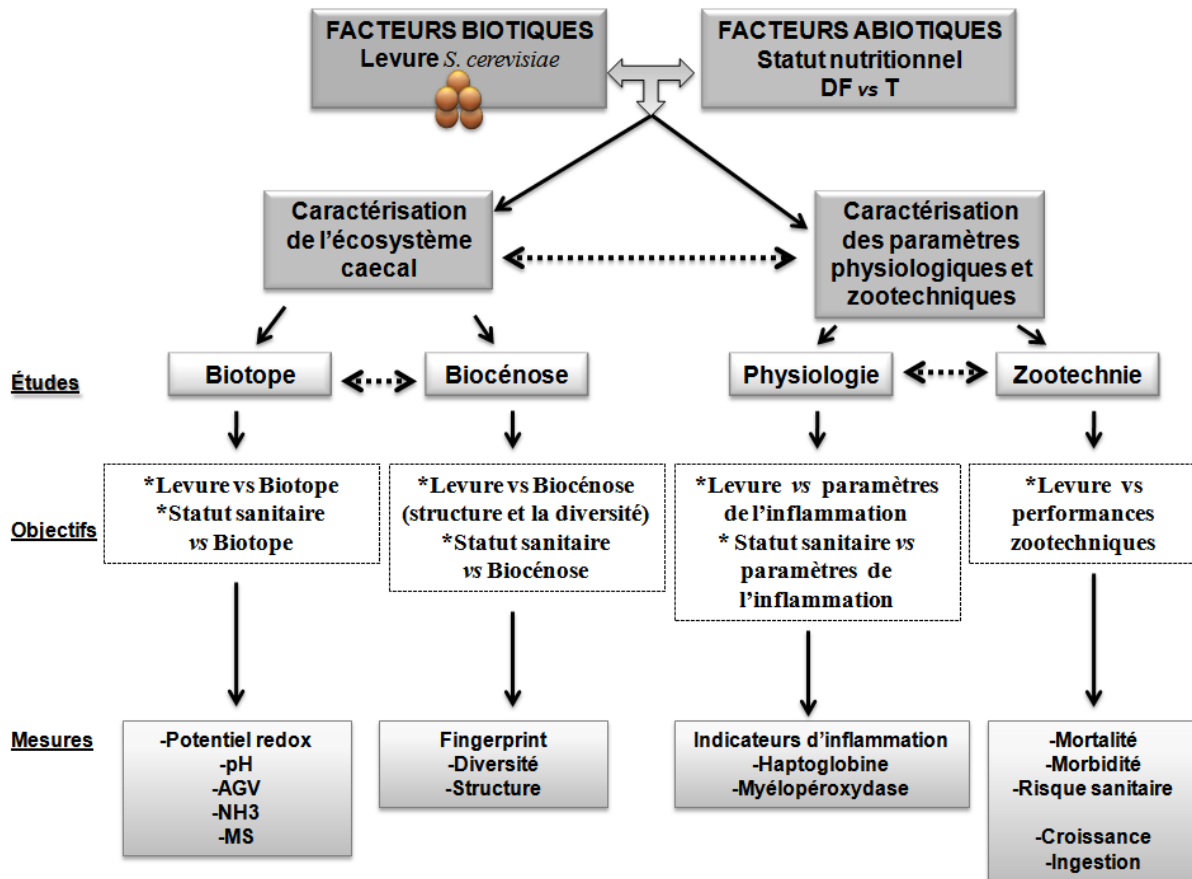 FACTEURS BIOTIQUES
Levure S. cerevisiae
FACTEURS ABIOTIQUES
Statut nutritionnel
DF vs T
Caractérisation
de l'écosystème
caecal
Caractérisation
des paramètres
physiologiques et
zootechniques
Études
Biotope
Biocénose
Physiologie
Zootechnie
Objectifs
*Levure vs Biotope
*Statut sanitaire
vs Biotope
*Levure vs Biocénose
(structure et la diversité)
*Statut sanitaire
vs Biocénose
*Levure vs paramètres
de l'inflammation
* Statut sanitaire vs
paramètres de
l'inflammation
*Levure vs
performances
zootechniques
Mesures
-Potentiel redox
-pH
-AGV
-NH3
-MS
Fingerprint
-Diversité
-Structure
Indicateurs d'inflammation
-Haptoglobine
-Myélopéroxydase
-Mortalité
-Morbidité
-Risque sanitaire
-Croissance
-Ingestion